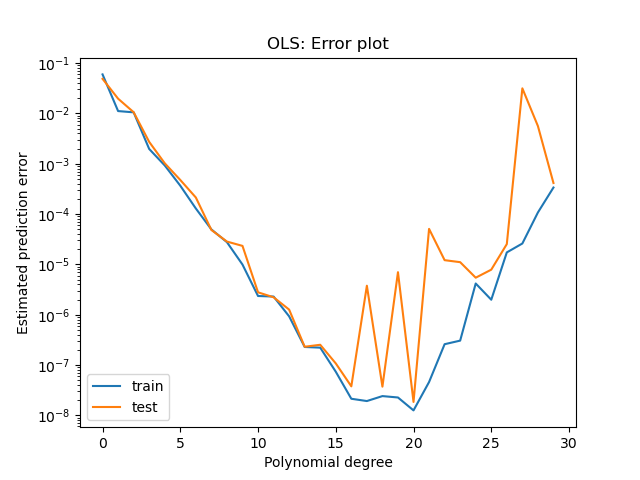 OLS: Error plot
Estimated prediction error
10⁻¹
10⁻²
10⁻³
10⁻⁴
10⁻⁵
10⁻⁶
10⁻⁷
10⁻⁸
train
test
0 5 10 15 20 25 30
Polynomial degree